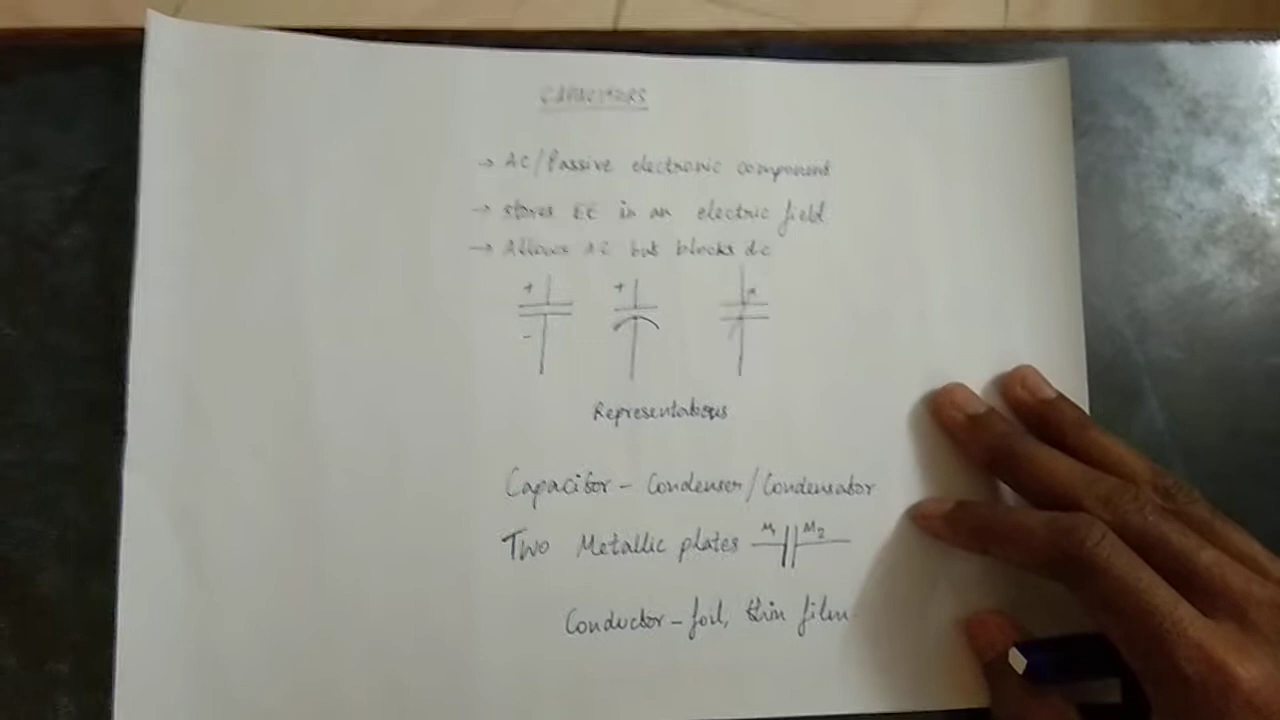 CAPACITORS
→ AC/Passive electronic component
→ stores EE in an electric field
→ Allows AC but blocks dc
+ + +
-
Representations
Capacitor - Condenser/Condensator
Two Metallic plates M1 M2
Conductor - foil, thin film